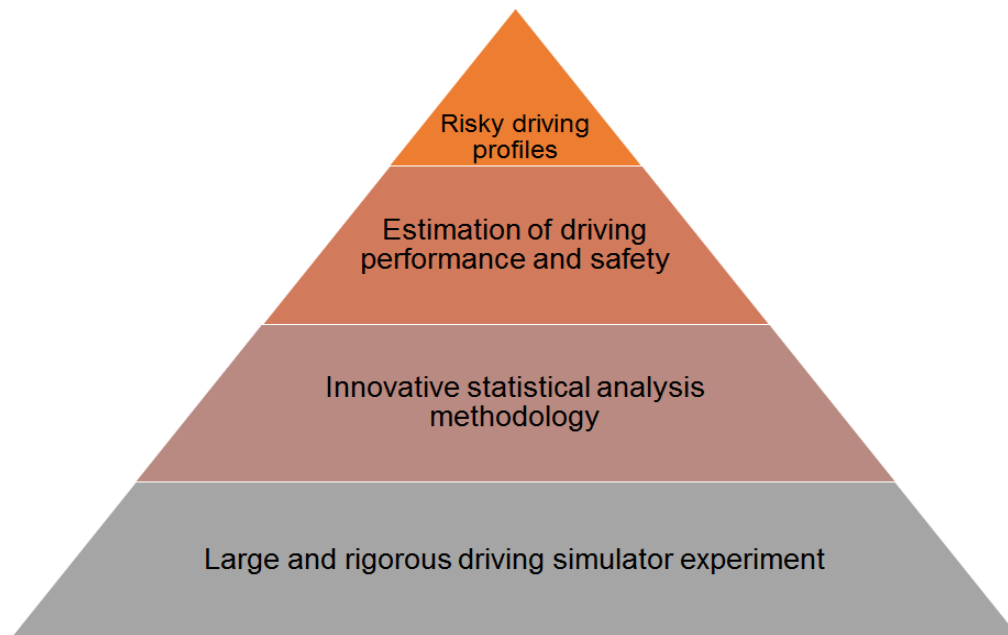 Risky driving
profiles
Estimation of driving
performance and safety
Innovative statistical analysis
methodology
Large and rigorous driving simulator experiment